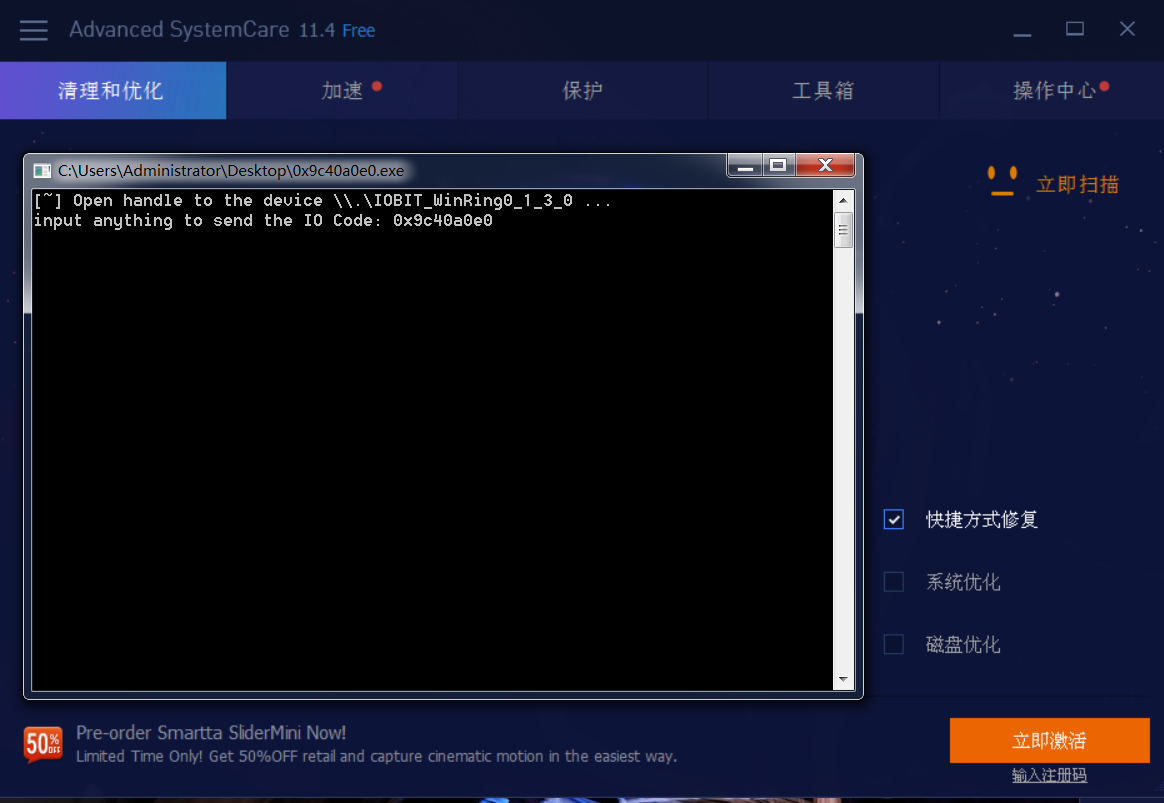 Advanced SystemCare 11.4 Free
清理和优化
加速
保护
工具箱
操作中心
C:\Users\Administrator\Desktop\0x9c40a0e0.exe
[~] Open handle to the device \\.\IOBIT_WinRing0_1_3_0 ...
input anything to send the IO Code: 0x9c40a0e0
立即扫描
快捷方式修复
系统优化
磁盘优化
50% OFF
Pre-order Smartta SliderMini Now!
Limited Time Only! Get 50%OFF retail and capture cinematic motion in the easiest way.
立即激活
输入注册码